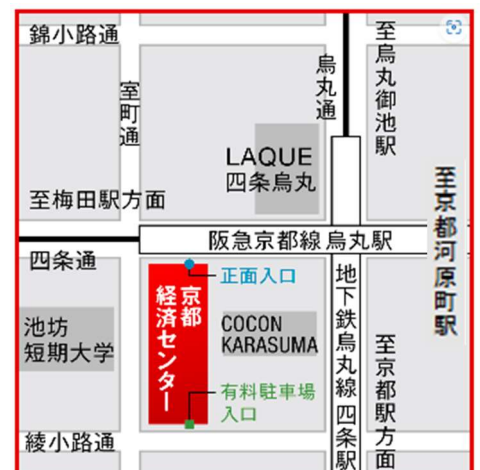 錦小路通
至烏丸御池駅
烏丸通
室町通
LAQUE
四条烏丸
至梅田駅方面
至京都河原町駅
阪急京都線 烏丸駅
四条通
正面入口
地下鉄烏丸線 四条駅
京都
経済センター
COCON
KARASUMA
池坊
短期大学
至京都駅方面
有料駐車場
入口
綾小路通